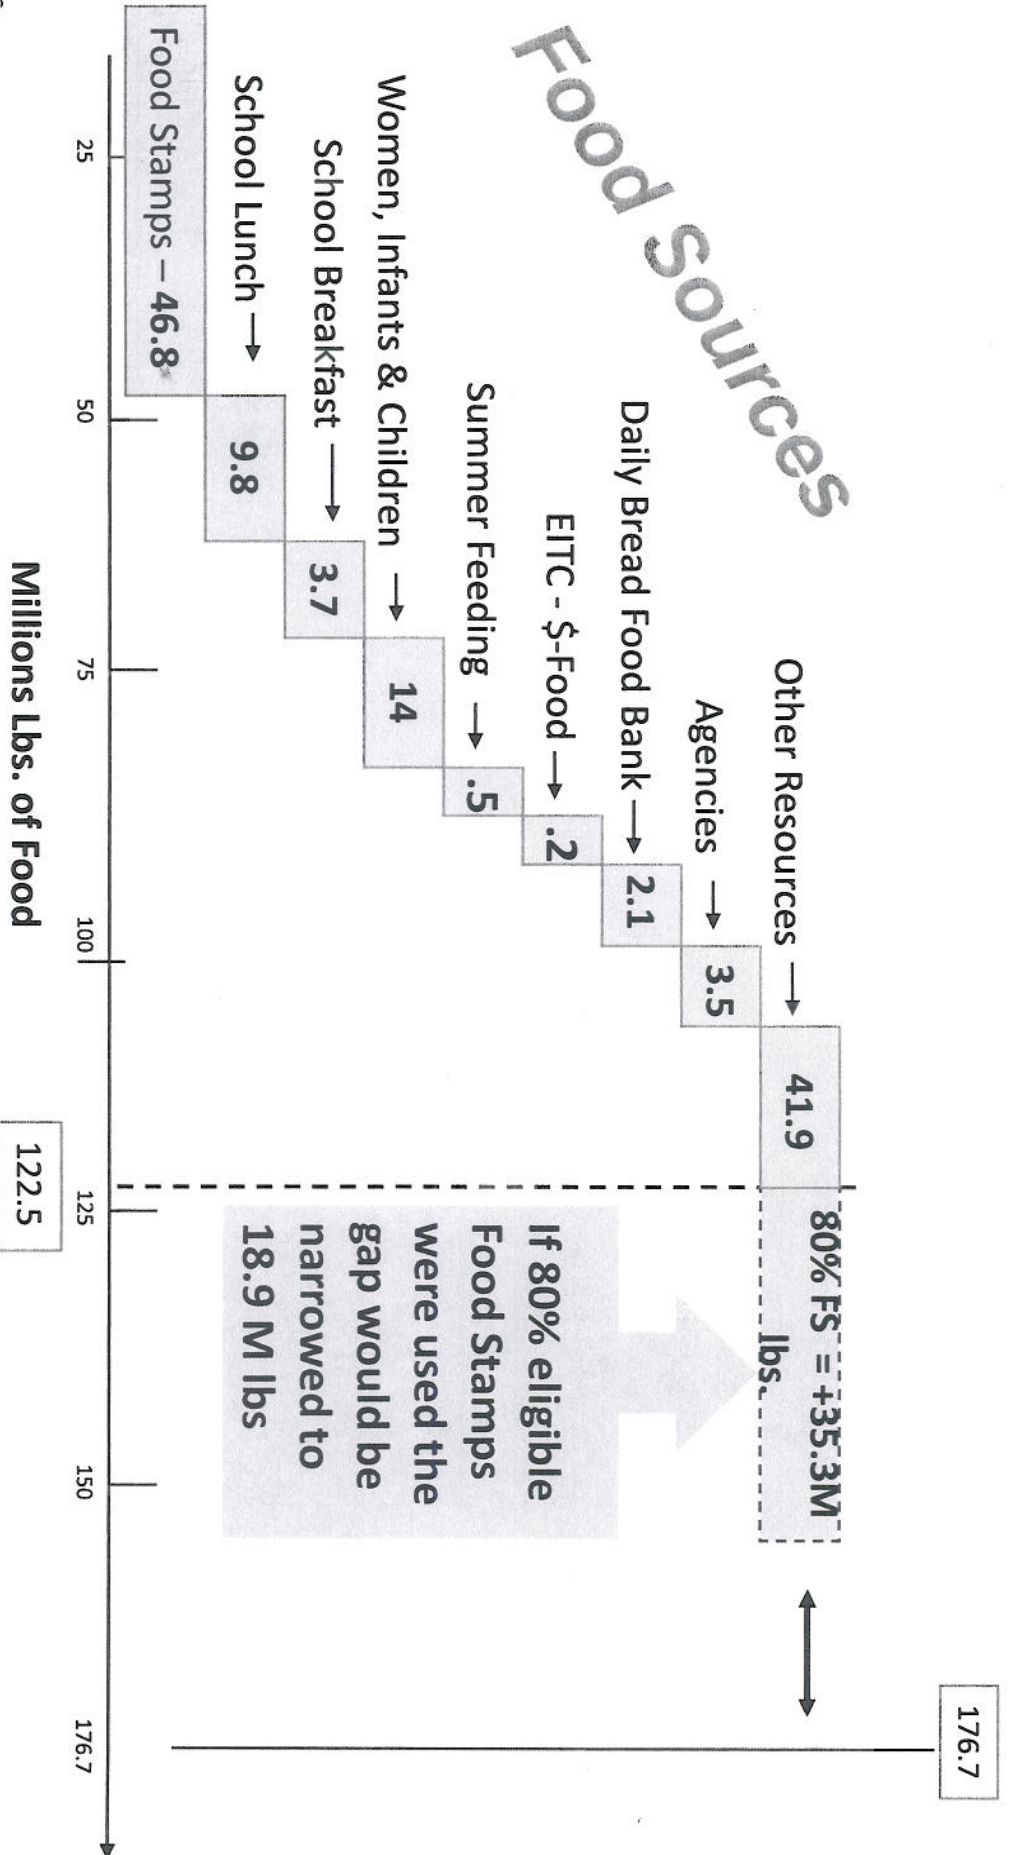 Food Sources
176.7
Other Resources
41.9
80% FS = +35.3M
lbs.
Agencies
3.5
Daily Bread Food Bank
2.1
EITC - $-Food
.2
Summer Feeding
.5
Women, Infants & Children
14
School Breakfast
3.7
School Lunch
9.8
Food Stamps – 46.8
If 80% eligible
Food Stamps
were used the
gap would be
narrowed to
18.9 M lbs
25
50
75
100
125
150
176.7
122.5
Millions Lbs. of Food